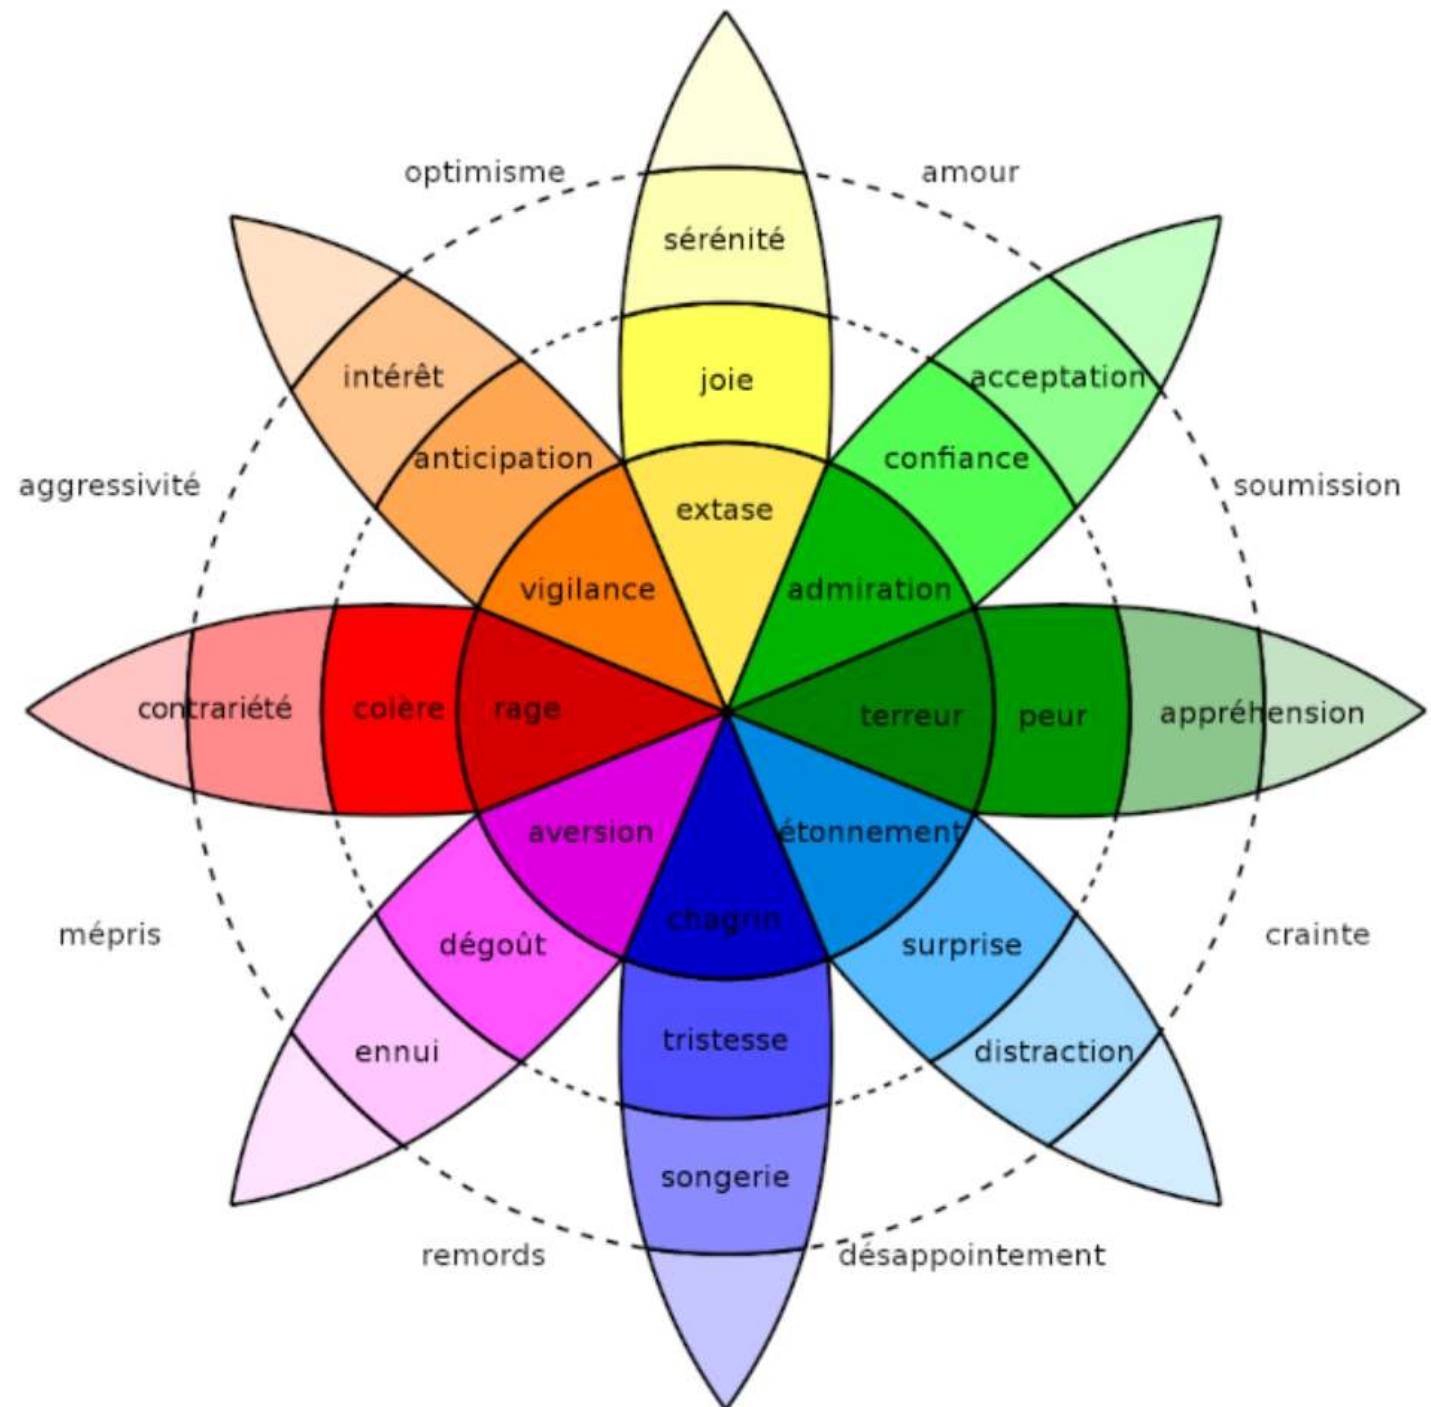 optimisme
amour
sérénité
intérêt
joie
acceptation
anticipation
confiance
aggressivité
extase
soumission
vigilance
admiration
contrariété
colère
rage
terreur
peur
appréhension
aversion
étonnement
chagrin
mépris
dégoût
surprise
crainte
tristesse
ennui
distraction
songerie
remords
désappointement